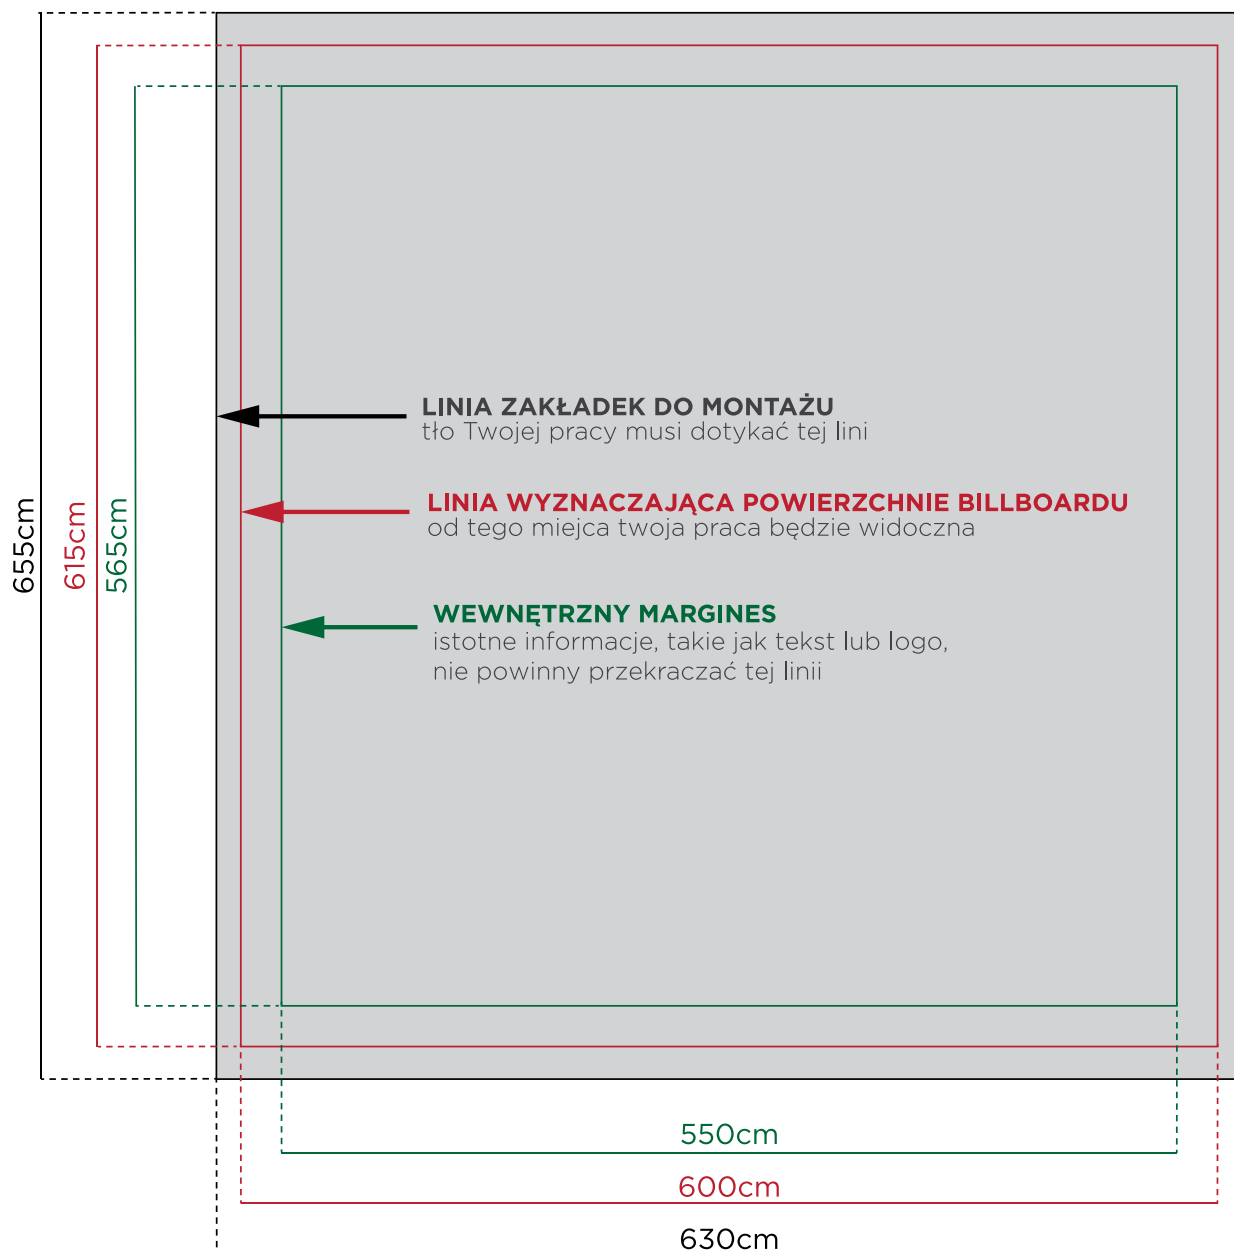 LINIA ZAKŁADEK DO MONTAŻU
tło Twojej pracy musi dotykać tej lini
LINIA WYZNACZAJĄCA POWIERZCHNIE BILLBOARDU
od tego miejca twoja praca będzie widoczna
WEWNĘTRZNY MARGINES
istotne informacje, takie jak tekst lub logo,
nie powinny przekraczać tej linii
655cm
615cm
565cm
550cm
600cm
630cm